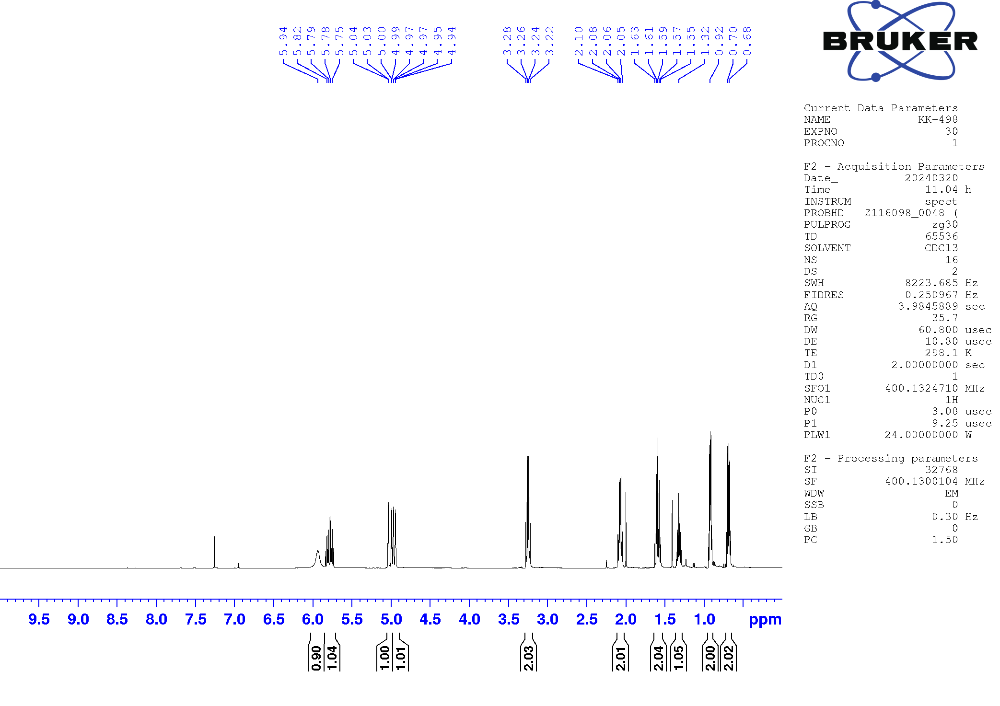 5.94
5.82
5.79
5.78
5.75
5.04
5.03
5.00
4.99
4.97
4.97
4.95
4.94
3.28
3.26
3.24
3.22
2.10
2.08
2.06
2.05
1.63
1.61
1.59
1.57
1.55
1.32
0.92
0.70
0.68
BRUKER
Current Data Parameters
NAME KK-498
EXPNO 30
PROCNO 1
F2 - Acquisition Parameters
Date_ 20240320
Time 11.04 h
INSTRUM spect
PROBHD Z116098_0048 (
PULPROG zg30
TD 65536
SOLVENT CDCl3
NS 16
DS 2
SWH 8223.685 Hz
FIDRES 0.250967 Hz
AQ 3.9845889 sec
RG 35.7
DW 60.800 usec
DE 10.80 usec
TE 298.1 K
D1 2.00000000 sec
TD0 1
SFO1 400.1324710 MHz
NUC1 1H
P0 3.08 usec
P1 9.25 usec
PLW1 24.00000000 W
F2 - Processing parameters
SI 32768
SF 400.1300104 MHz
WDW EM
SSB 0
LB 0.30 Hz
GB 0
PC 1.50
9.5 9.0 8.5 8.0 7.5 7.0 6.5 6.0 5.5 5.0 4.5 4.0 3.5 3.0 2.5 2.0 1.5 1.0 ppm
0.90
1.04
1.00
1.01
2.03
2.01
2.04
1.05
2.00
2.02